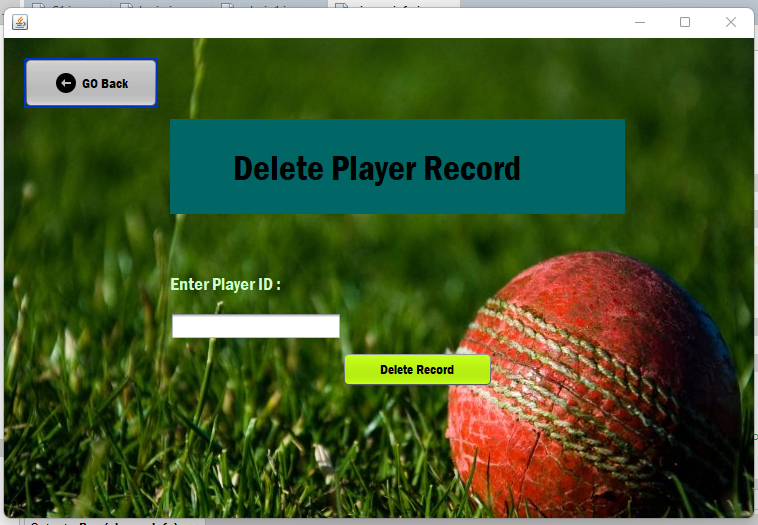 GO Back
Delete Player Record
Enter Player ID :
Delete Record